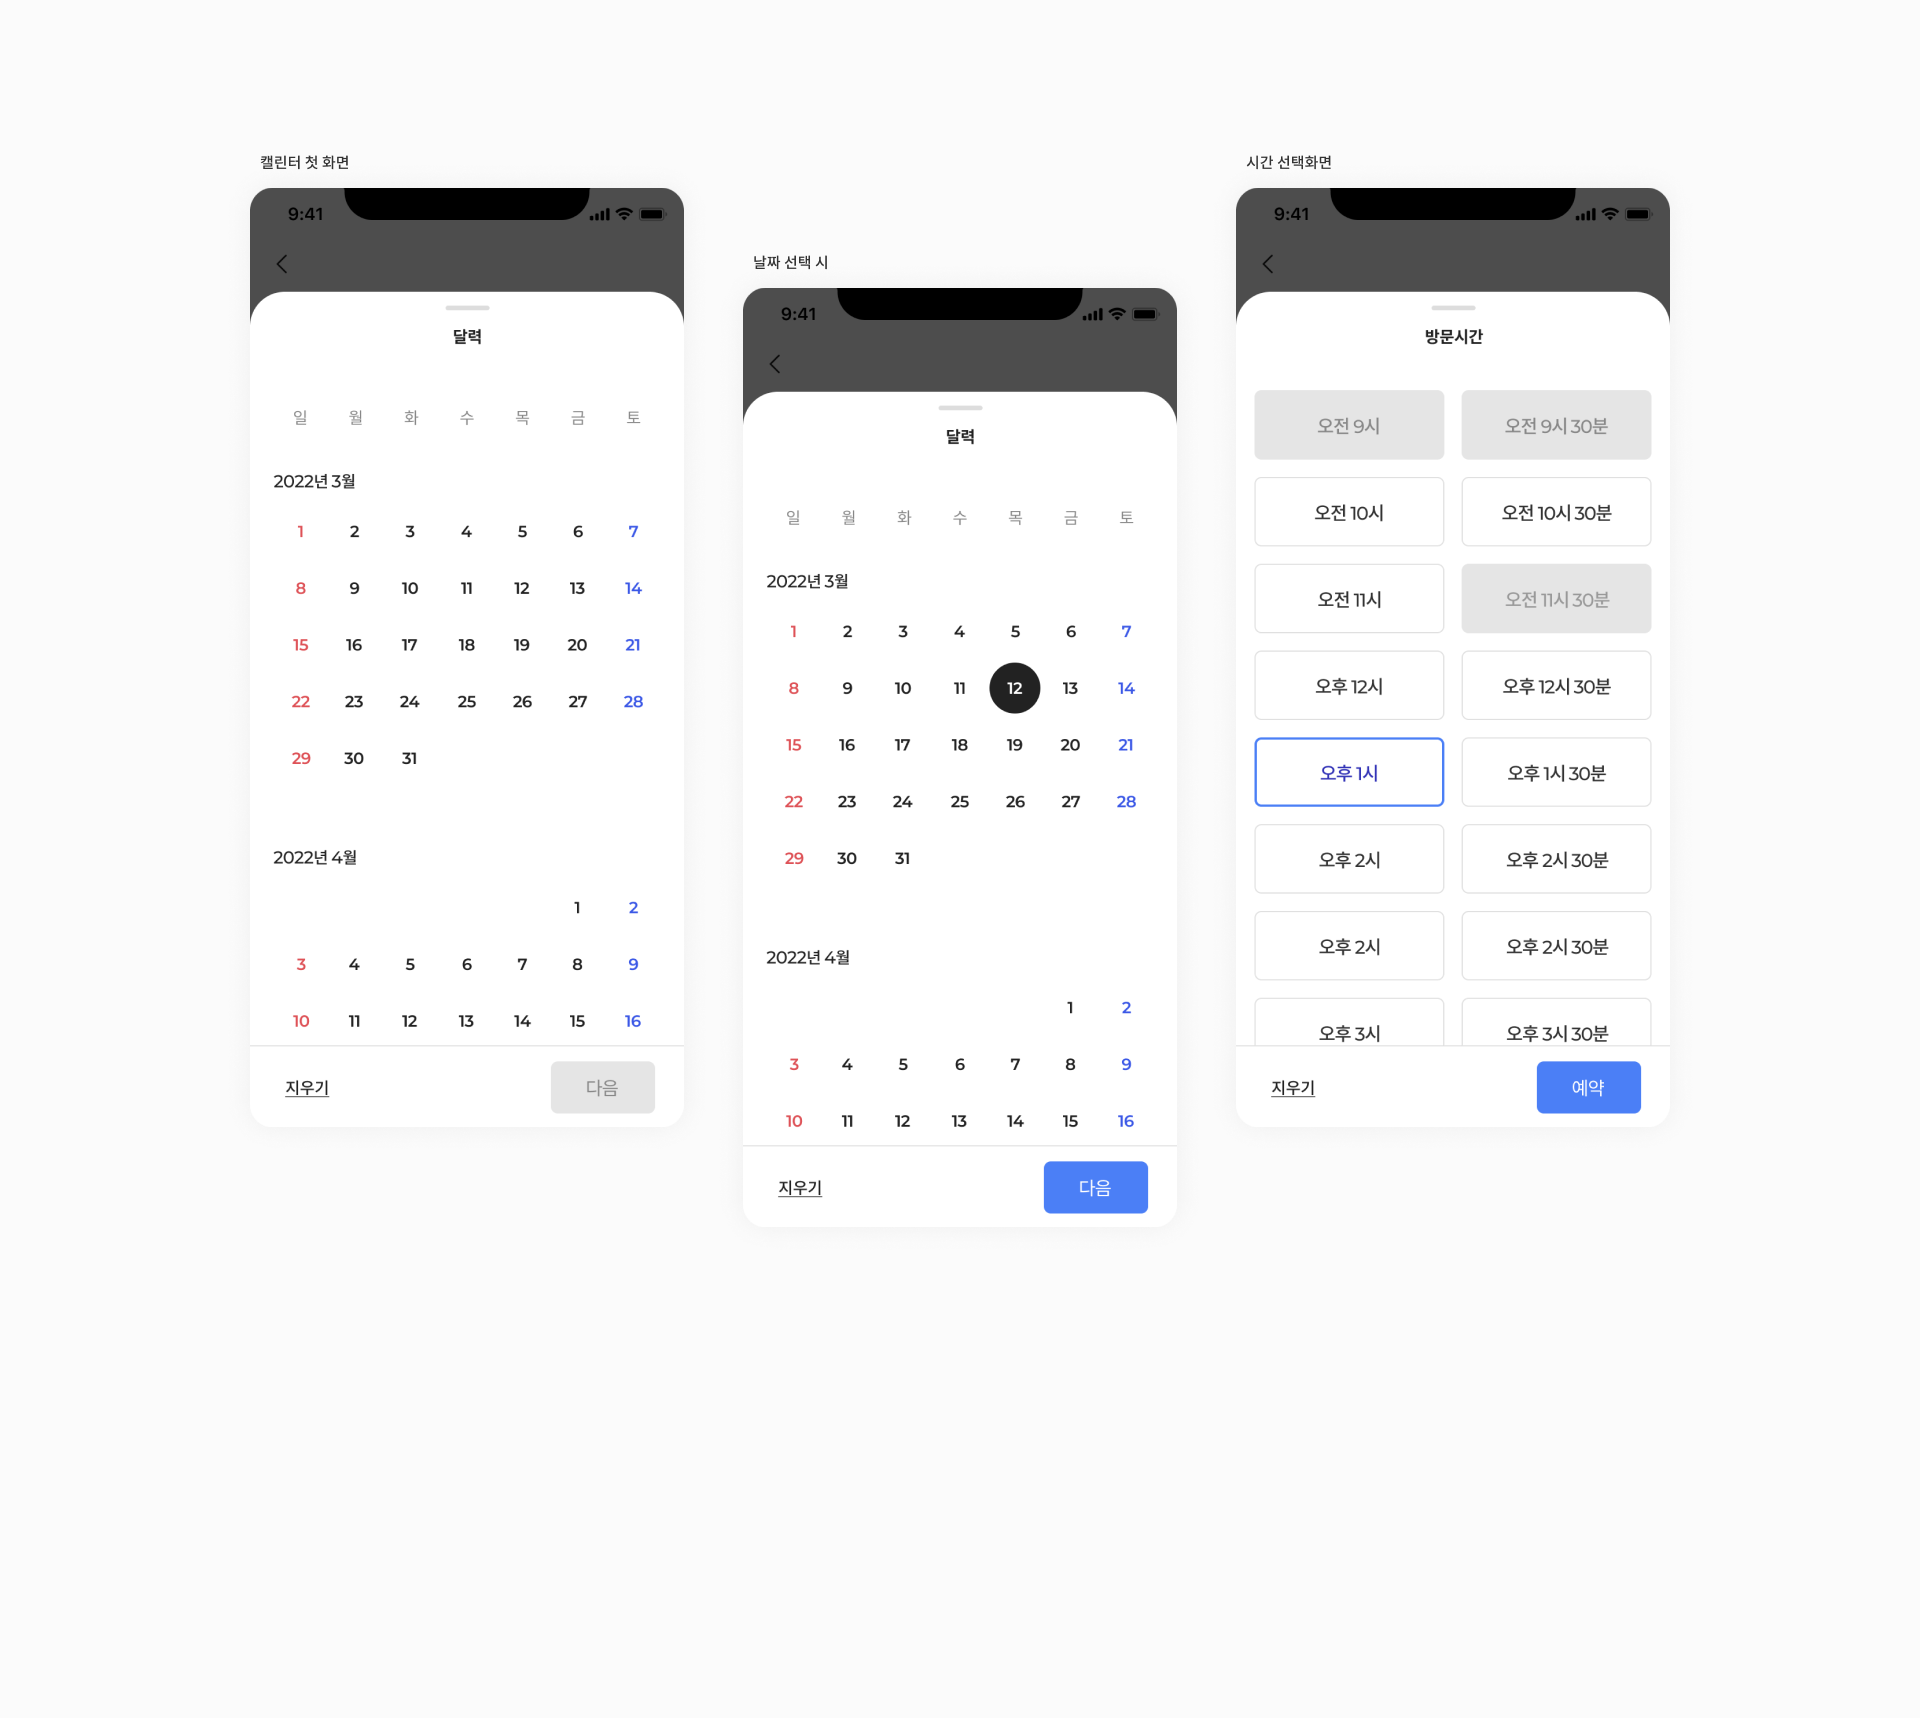 캘린터 첫 화면
9:41
달력
일 월 화 수 목 금 토
2022년 3월
1 2 3 4 5 6 7
8 9 10 11 12 13 14
15 16 17 18 19 20 21
22 23 24 25 26 27 28
29 30 31
2022년 4월
1 2
3 4 5 6 7 8 9
10 11 12 13 14 15 16
지우기 다음
날짜 선택 시
9:41
달력
일 월 화 수 목 금 토
2022년 3월
1 2 3 4 5 6 7
8 9 10 11 12 13 14
15 16 17 18 19 20 21
22 23 24 25 26 27 28
29 30 31
2022년 4월
1 2
3 4 5 6 7 8 9
10 11 12 13 14 15 16
지우기 다음
시간 선택화면
9:41
방문시간
오전 9시 오전 9시 30분
오전 10시 오전 10시 30분
오전 11시 오전 11시 30분
오후 12시 오후 12시 30분
오후 1시 오후 1시 30분
오후 2시 오후 2시 30분
오후 2시 오후 2시 30분
오후 3시 오후 3시 30분
지우기 예약